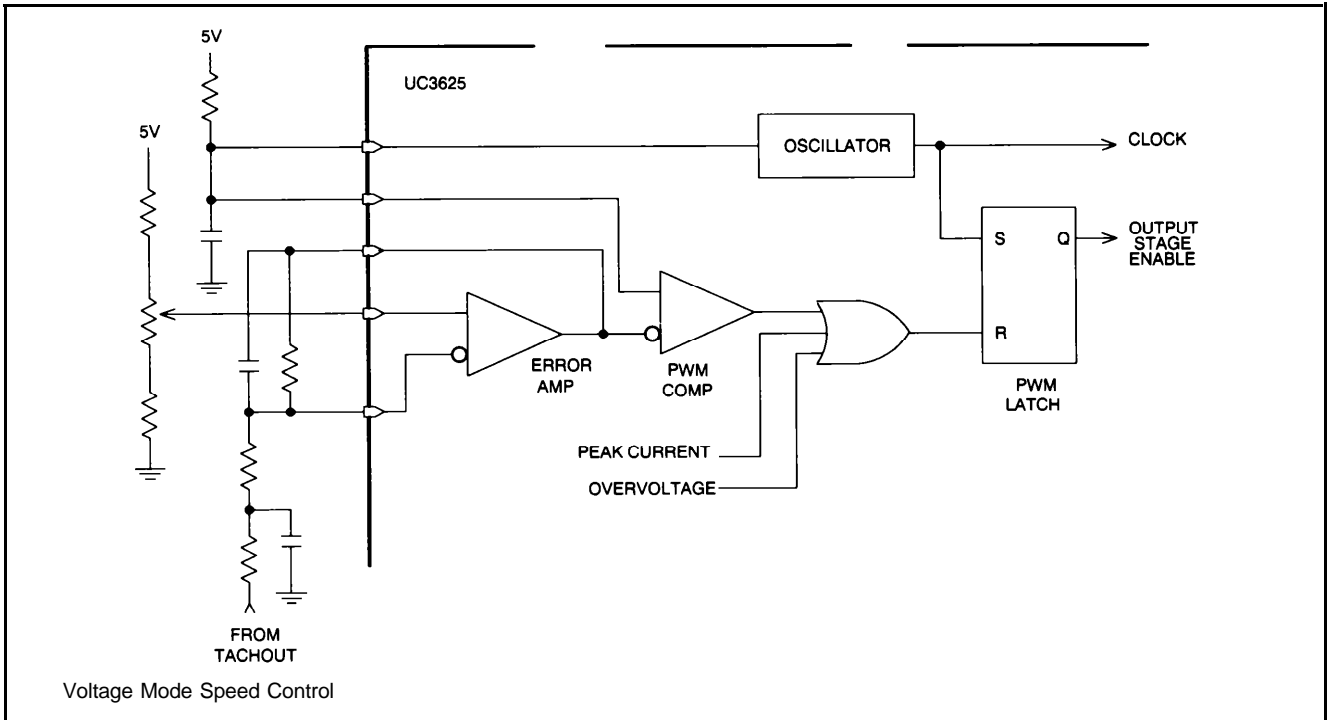 5V
UC3625
5V
OSCILLATOR
CLOCK
S
Q
OUTPUT
STAGE
ENABLE
R
ERROR
AMP
PWM
COMP
PWM
LATCH
PEAK CURRENT
OVERVOLTAGE
FROM
TACHOUT
Voltage Mode Speed Control